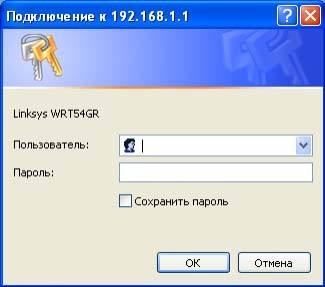 Подключение к 192.168.1.1
Linksys WRT54GR
Пользователь:
Пароль:
Сохранить пароль
OK
Отмена